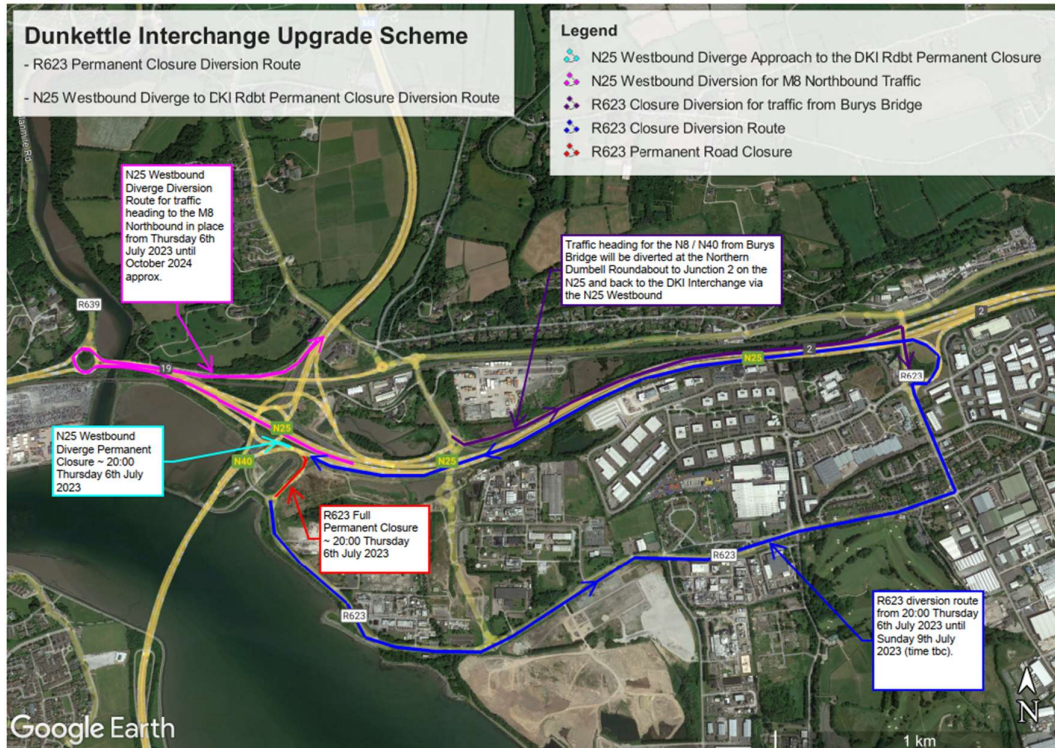 Dunkettle Interchange Upgrade Scheme
- R623 Permanent Closure Diversion Route
- N25 Westbound Diverge to DKI Rdbt Permanent Closure Diversion Route
Legend
N25 Westbound Diverge Approach to the DKI Rdbt Permanent Closure
N25 Westbound Diversion for M8 Northbound Traffic
R623 Closure Diversion for traffic from Burys Bridge
R623 Closure Diversion Route
R623 Permanent Road Closure
N25 Westbound
Diverge Diversion
Route for traffic
heading to the M8
Northbound in place
from Thursday 6th
July 2023 until
October 2024
approx.
Traffic heading for the N8 / N40 from Burys
Bridge will be diverted at the Northern
Dumbell Roundabout to Junction 2 on the
N25 and back to the DKI Interchange via
the N25 Westbound
R639
19
2
N25
2
R623
N25
N40
N25
N25 Westbound
Diverge Permanent
Closure ~ 20:00
Thursday 6th July
2023
R623 Full
Permanent Closure
~ 20:00 Thursday
6th July 2023
R623
R623
R623 diversion route
from 20:00 Thursday
6th July 2023 until
Sunday 9th July
2023 (time tbc).
N
Google Earth
1 km